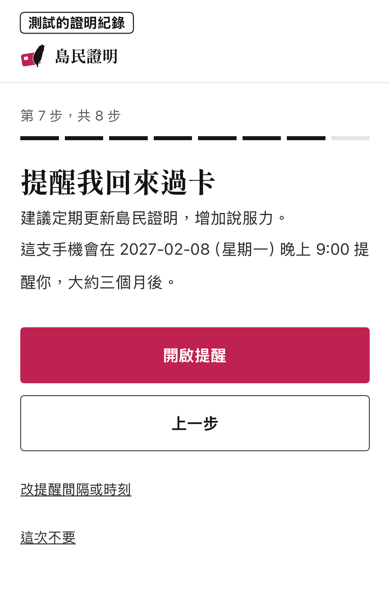 測試的證明紀錄
島民證明
第 7 步，共 8 步
提醒我回來過卡
建議定期更新島民證明，增加說服力。
這支手機會在 2027-02-08 (星期一) 晚上 9:00 提
醒你，大約三個月後。
開啟提醒
上一步
改提醒間隔或時刻
這次不要